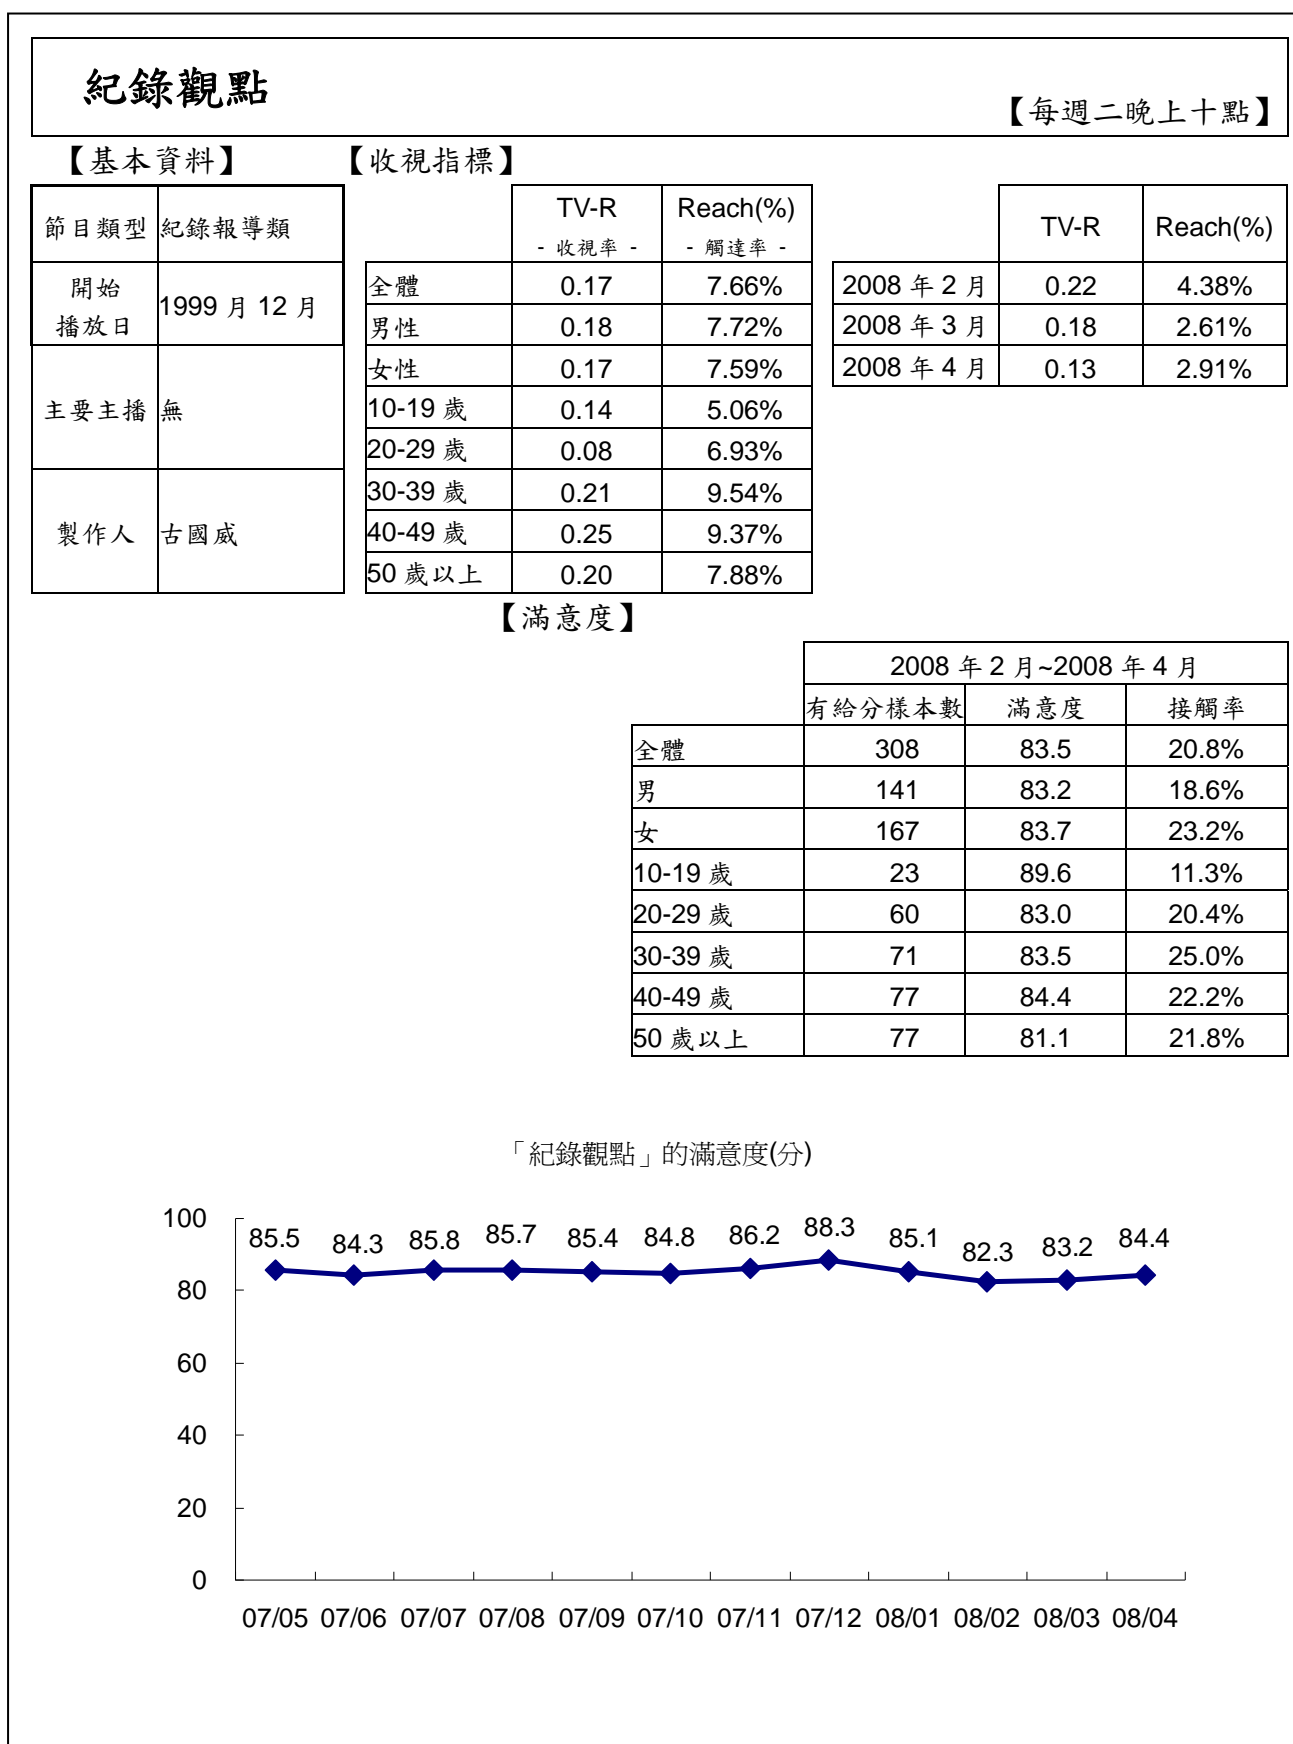 紀錄觀點
【每週二晚上十點】
【基本資料】 【收視指標】
節目類型 紀錄報導類
開始
播放日 1999 月 12 月
主要主播 無
製作人 古國威
TV-R Reach(%)
- 收視率 - - 觸達率 -
全體 0.17 7.66%
男性 0.18 7.72%
女性 0.17 7.59%
10-19 歲 0.14 5.06%
20-29 歲 0.08 6.93%
30-39 歲 0.21 9.54%
40-49 歲 0.25 9.37%
50 歲以上 0.20 7.88%
TV-R Reach(%)
2008 年 2 月 0.22 4.38%
2008 年 3 月 0.18 2.61%
2008 年 4 月 0.13 2.91%
【滿意度】
2008 年 2 月~2008 年 4 月
有給分樣本數 滿意度 接觸率
全體 308 83.5 20.8%
男 141 83.2 18.6%
女 167 83.7 23.2%
10-19 歲 23 89.6 11.3%
20-29 歲 60 83.0 20.4%
30-39 歲 71 83.5 25.0%
40-49 歲 77 84.4 22.2%
50 歲以上 77 81.1 21.8%
「紀錄觀點」的滿意度(分)
100
85.5 84.3 85.8 85.7 85.4 84.8 86.2 88.3 85.1 82.3 83.2 84.4
80
60
40
20
0
07/05 07/06 07/07 07/08 07/09 07/10 07/11 07/12 08/01 08/02 08/03 08/04